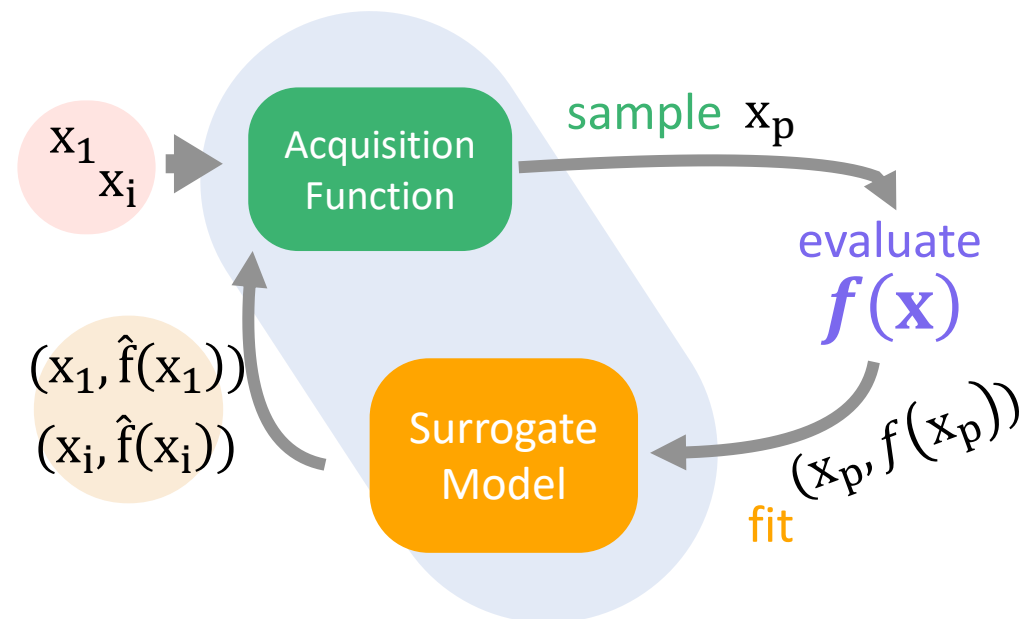 x₁
xᵢ
Acquisition
Function
sample xₚ
evaluate
f(x)
(x₁, f̂(x₁))
(xᵢ, f̂(xᵢ))
Surrogate
Model
(xₚ, f(xₚ))
fit